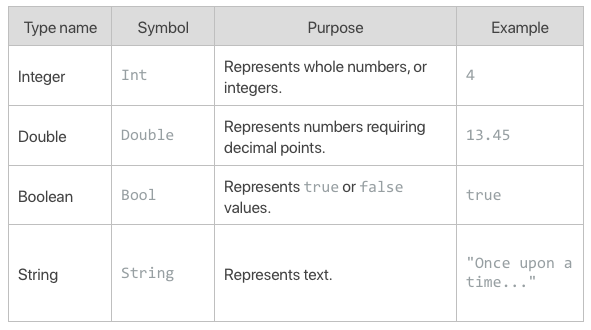 Type name Symbol Purpose Example
Integer Int Represents whole numbers, or
integers. 4
Double Double Represents numbers requiring
decimal points. 13.45
Boolean Bool Represents true or false
values. true
String String Represents text. "Once upon a
time..."